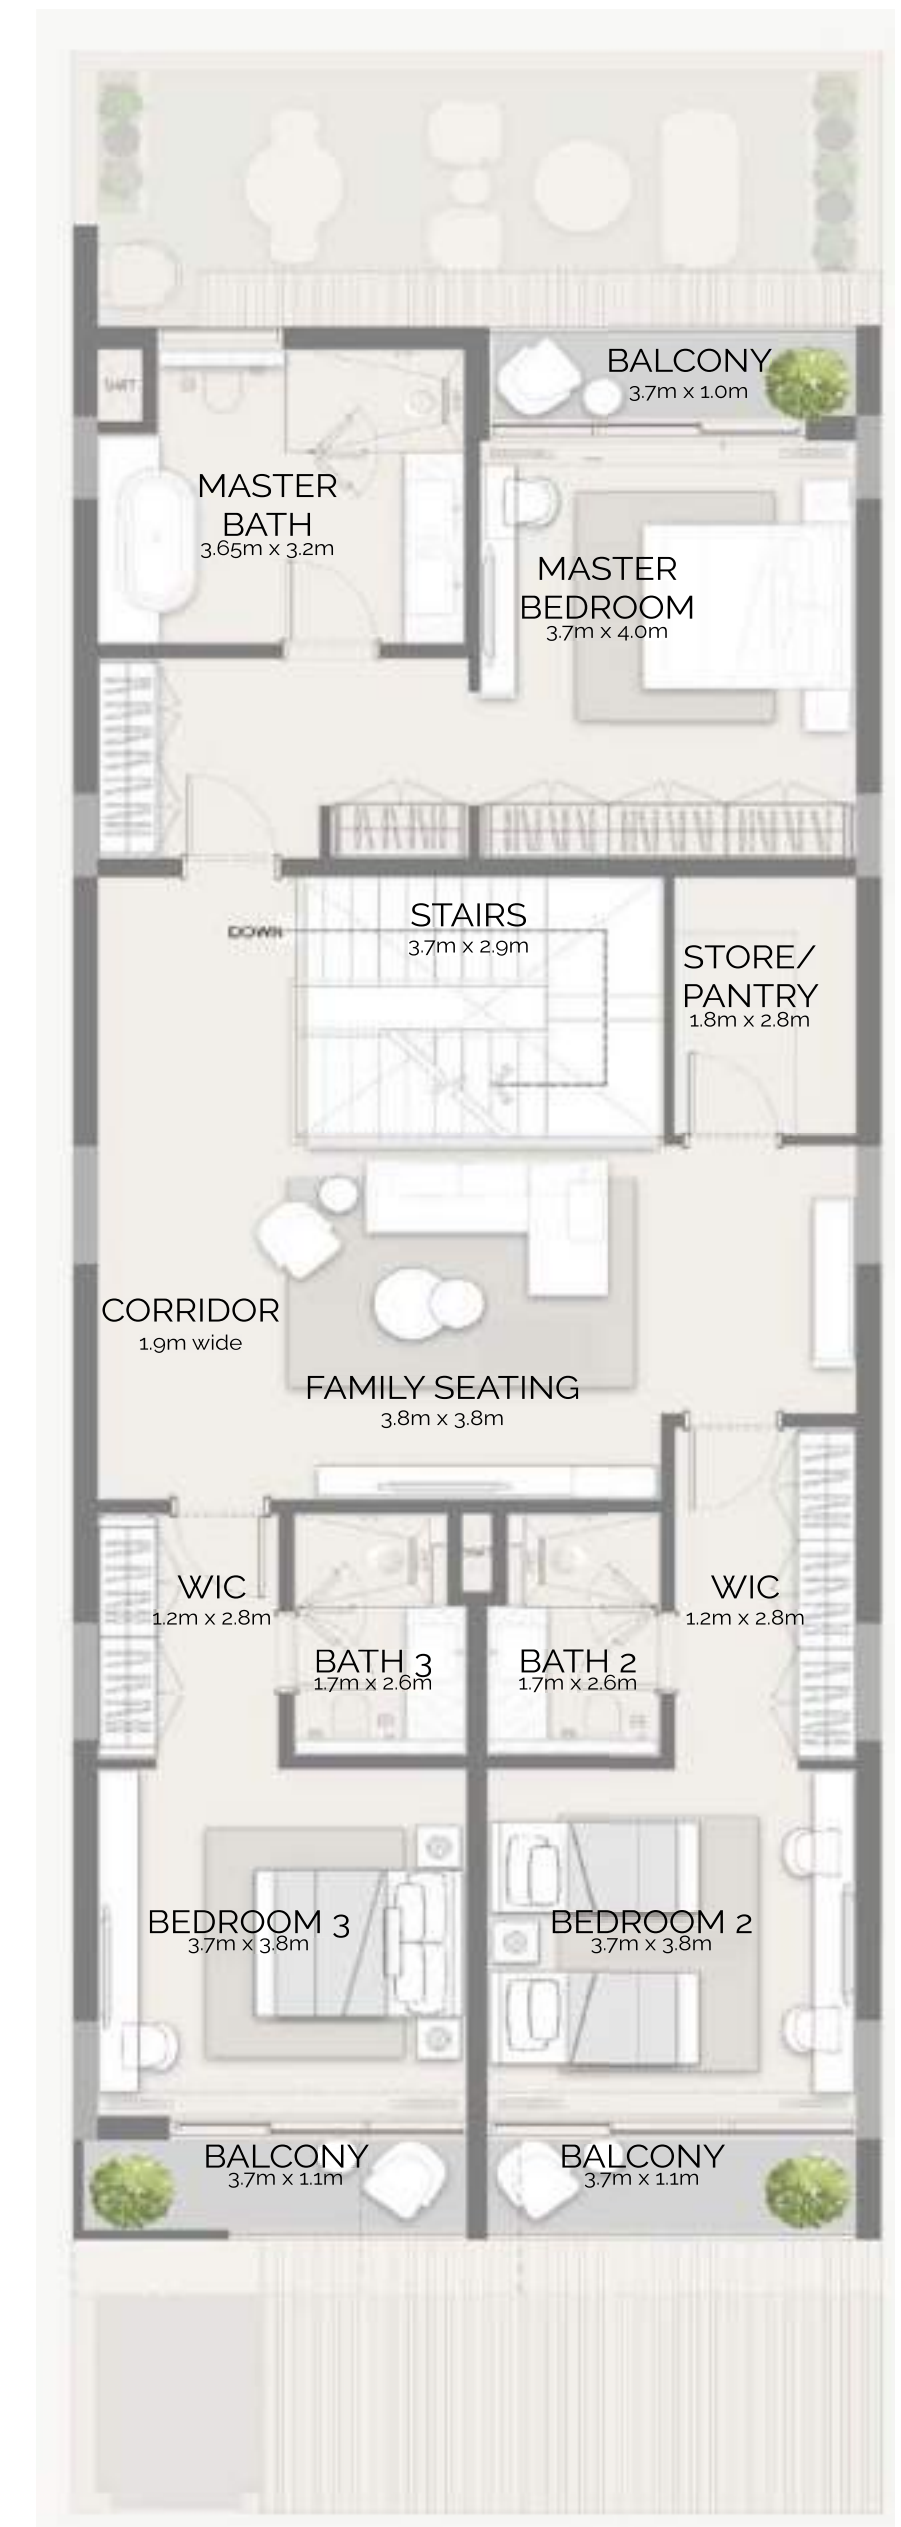 BALCONY
3.7m x 1.0m
MASTER
BATH
3.65m x 3.2m
MASTER
BEDROOM
3.7m x 4.0m
STAIRS
3.7m x 2.9m
DOWN
STORE/
PANTRY
1.8m x 2.8m
CORRIDOR
1.9m wide
FAMILY SEATING
3.8m x 3.8m
WIC
1.2m x 2.8m
WIC
1.2m x 2.8m
BATH 3
1.7m x 2.6m
BATH 2
1.7m x 2.6m
BEDROOM 3
3.7m x 3.8m
BEDROOM 2
3.7m x 3.8m
BALCONY
3.7m x 1.1m
BALCONY
3.7m x 1.1m